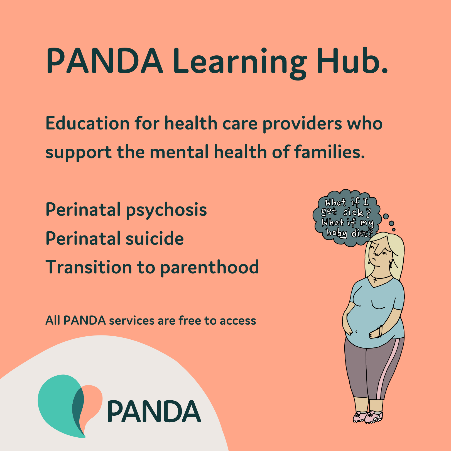 PANDA Learning Hub.
Education for health care providers who
support the mental health of families.
Perinatal psychosis
Perinatal suicide
Transition to parenthood
What if I
get sick?
What if my
baby dies?
All PANDA services are free to access
PANDA